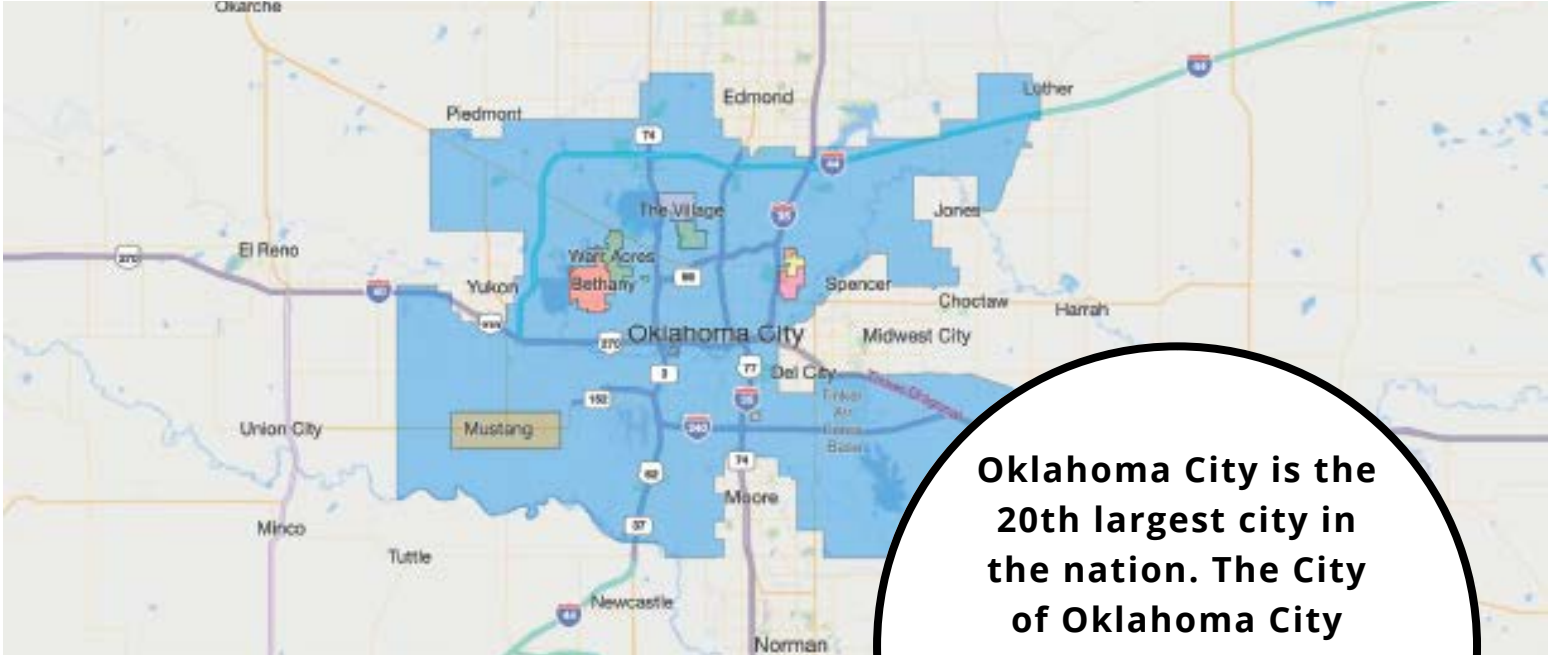 Okarche
Luther
Edmond
Piedmont
74
44
44
The Village
Jones
35
El Reno
270
Warr Acres
66
Bethany
Spencer
Yukon
40
Choctaw
Harrah
Oklahoma City
Midwest City
270
3
77
Del City
152
35
Tinker
Air
Force
Base
Union City
Mustang
240
74
62
Moore
Minco
37
Tuttle
Newcastle
44
Norman
Oklahoma City is the
20th largest city in
the nation. The City
of Oklahoma City